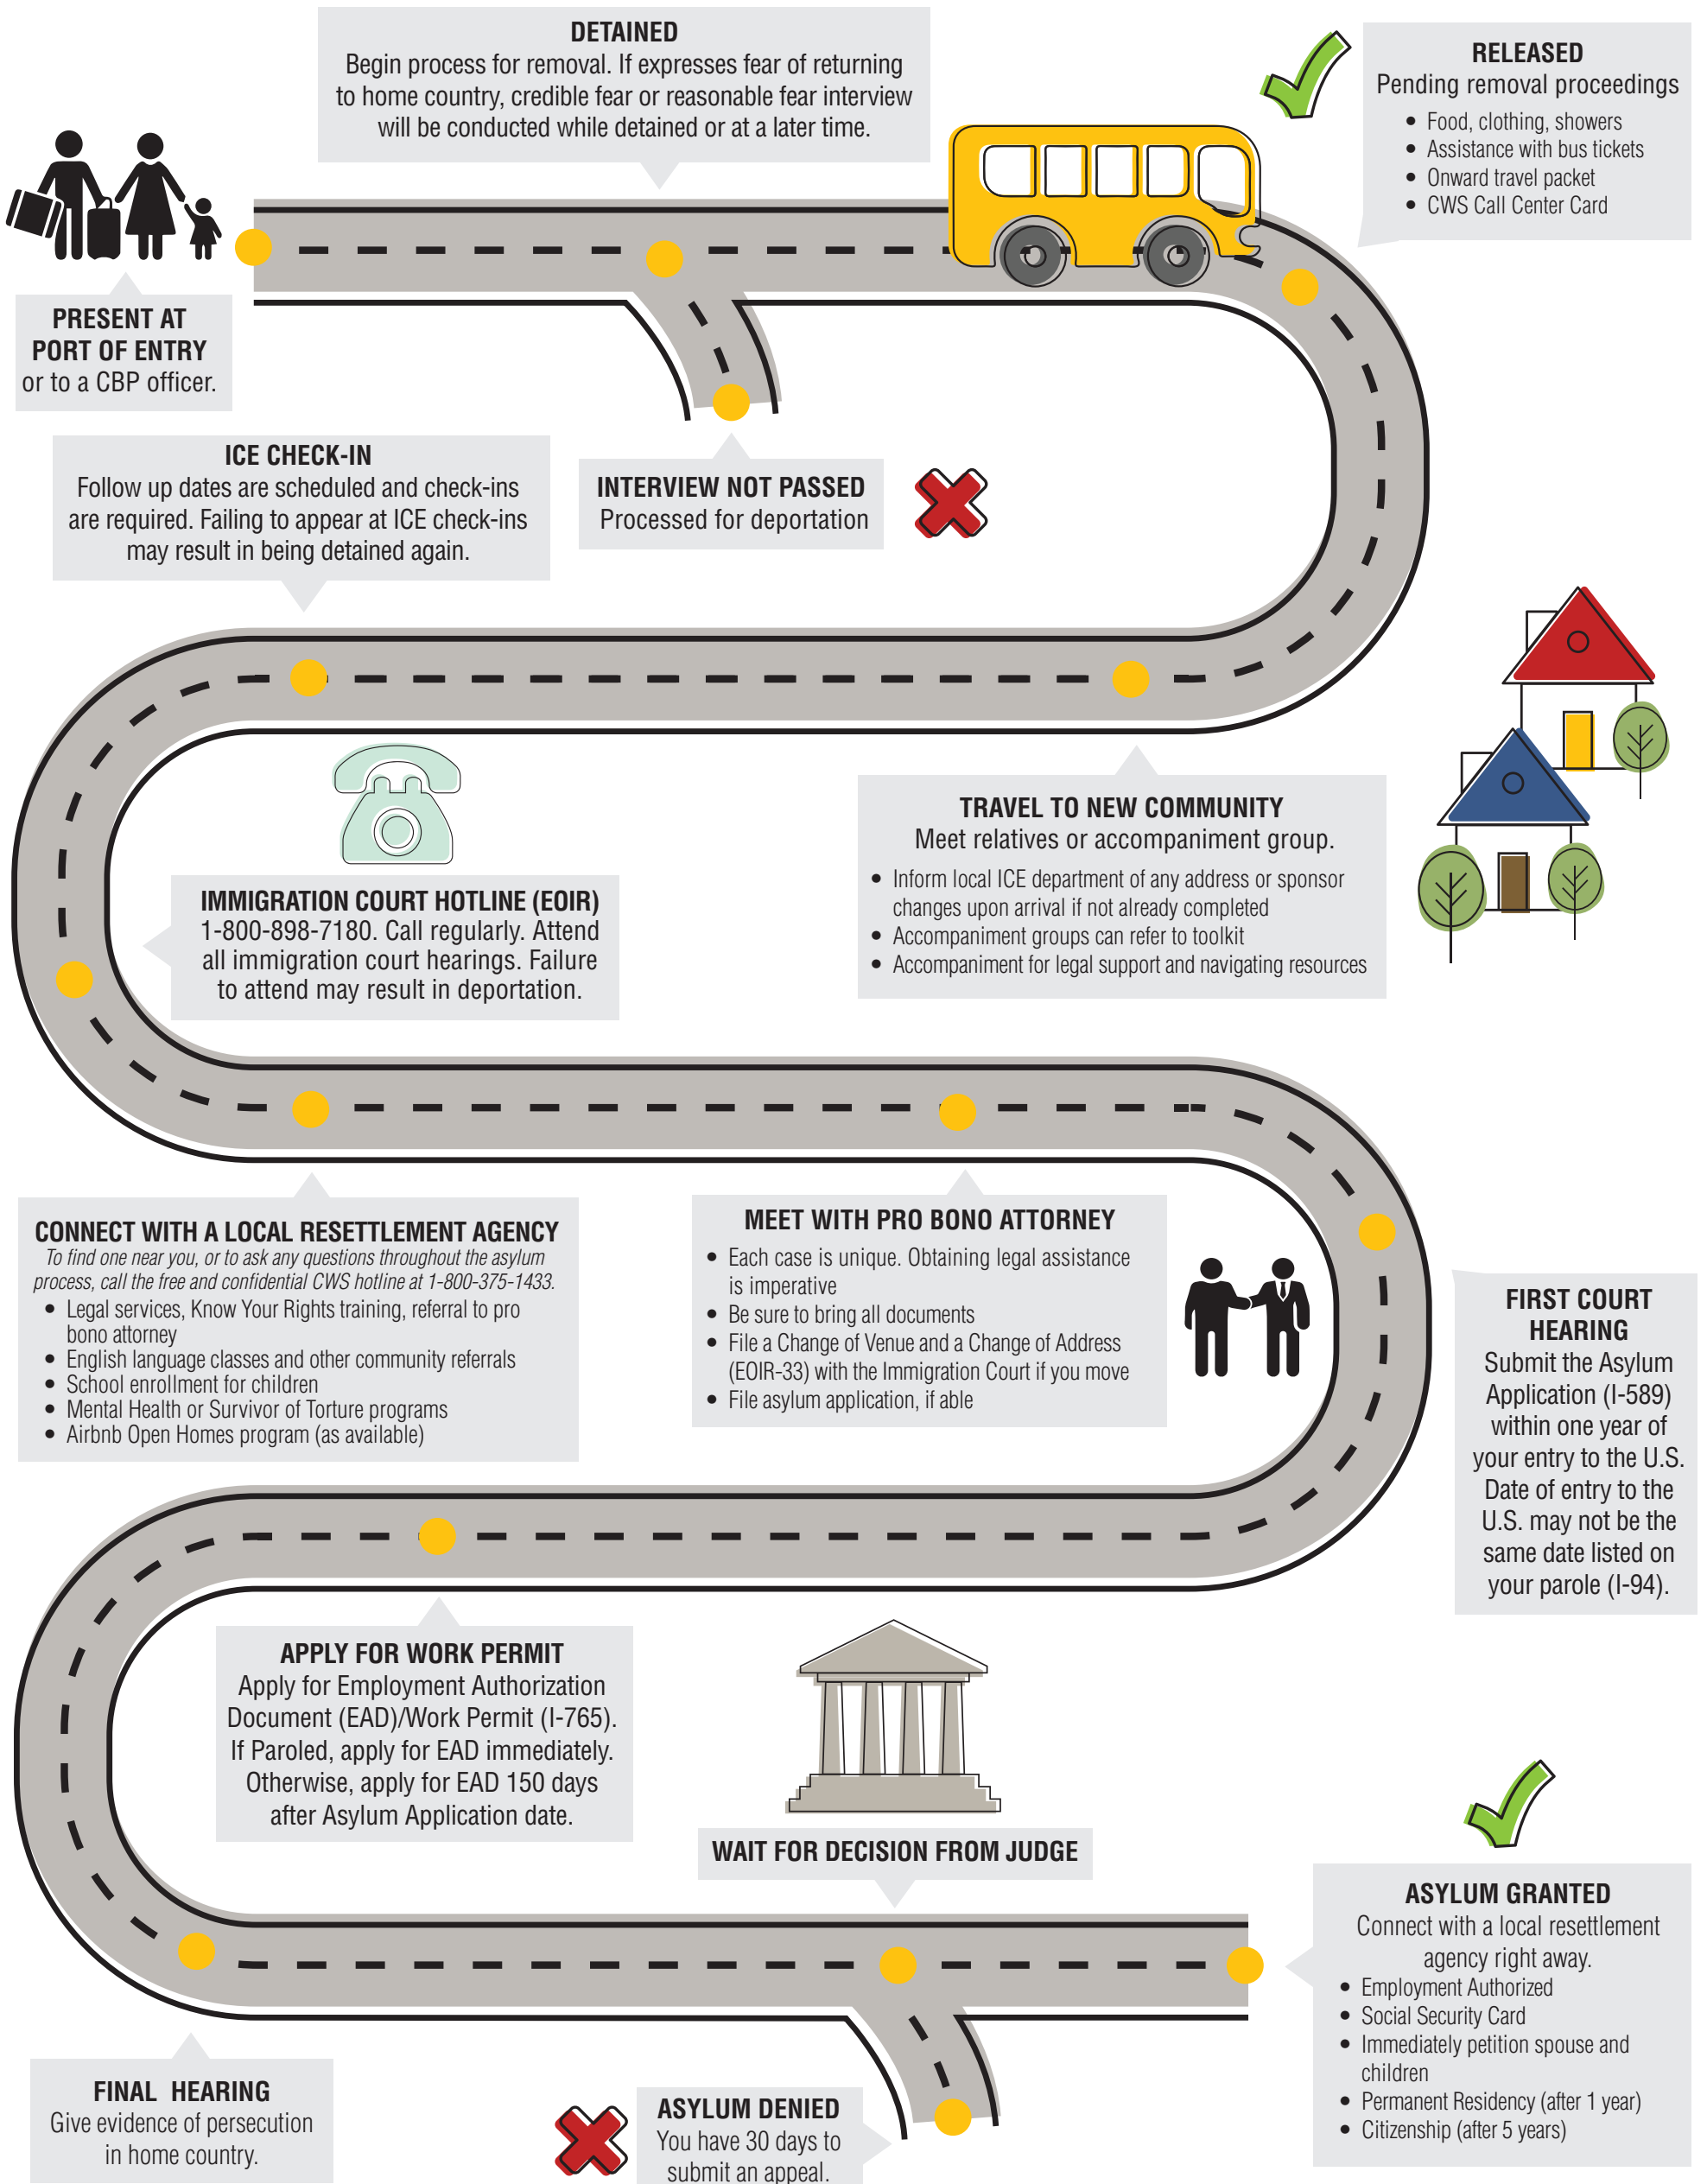 DETAINED
Begin process for removal. If expresses fear of returning
to home country, credible fear or reasonable fear interview
will be conducted while detained or at a later time.
RELEASED
Pending removal proceedings
• Food, clothing, showers
• Assistance with bus tickets
• Onward travel packet
• CWS Call Center Card
PRESENT AT
PORT OF ENTRY
or to a CBP officer.
ICE CHECK-IN
Follow up dates are scheduled and check-ins
are required. Failing to appear at ICE check-ins
may result in being detained again.
INTERVIEW NOT PASSED
Processed for deportation
TRAVEL TO NEW COMMUNITY
Meet relatives or accompaniment group.
• Inform local ICE department of any address or sponsor
changes upon arrival if not already completed
• Accompaniment groups can refer to toolkit
• Accompaniment for legal support and navigating resources
IMMIGRATION COURT HOTLINE (EOIR)
1-800-898-7180. Call regularly. Attend
all immigration court hearings. Failure
to attend may result in deportation.
CONNECT WITH A LOCAL RESETTLEMENT AGENCY
To find one near you, or to ask any questions throughout the asylum
process, call the free and confidential CWS hotline at 1-800-375-1433.
• Legal services, Know Your Rights training, referral to pro
bono attorney
• English language classes and other community referrals
• School enrollment for children
• Mental Health or Survivor of Torture programs
• Airbnb Open Homes program (as available)
MEET WITH PRO BONO ATTORNEY
• Each case is unique. Obtaining legal assistance
is imperative
• Be sure to bring all documents
• File a Change of Venue and a Change of Address
(EOIR-33) with the Immigration Court if you move
• File asylum application, if able
FIRST COURT
HEARING
Submit the Asylum
Application (I-589)
within one year of
your entry to the U.S.
Date of entry to the
U.S. may not be the
same date listed on
your parole (I-94).
APPLY FOR WORK PERMIT
Apply for Employment Authorization
Document (EAD)/Work Permit (I-765).
If Paroled, apply for EAD immediately.
Otherwise, apply for EAD 150 days
after Asylum Application date.
WAIT FOR DECISION FROM JUDGE
ASYLUM GRANTED
Connect with a local resettlement
agency right away.
• Employment Authorized
• Social Security Card
• Immediately petition spouse and
children
• Permanent Residency (after 1 year)
• Citizenship (after 5 years)
FINAL HEARING
Give evidence of persecution
in home country.
ASYLUM DENIED
You have 30 days to
submit an appeal.